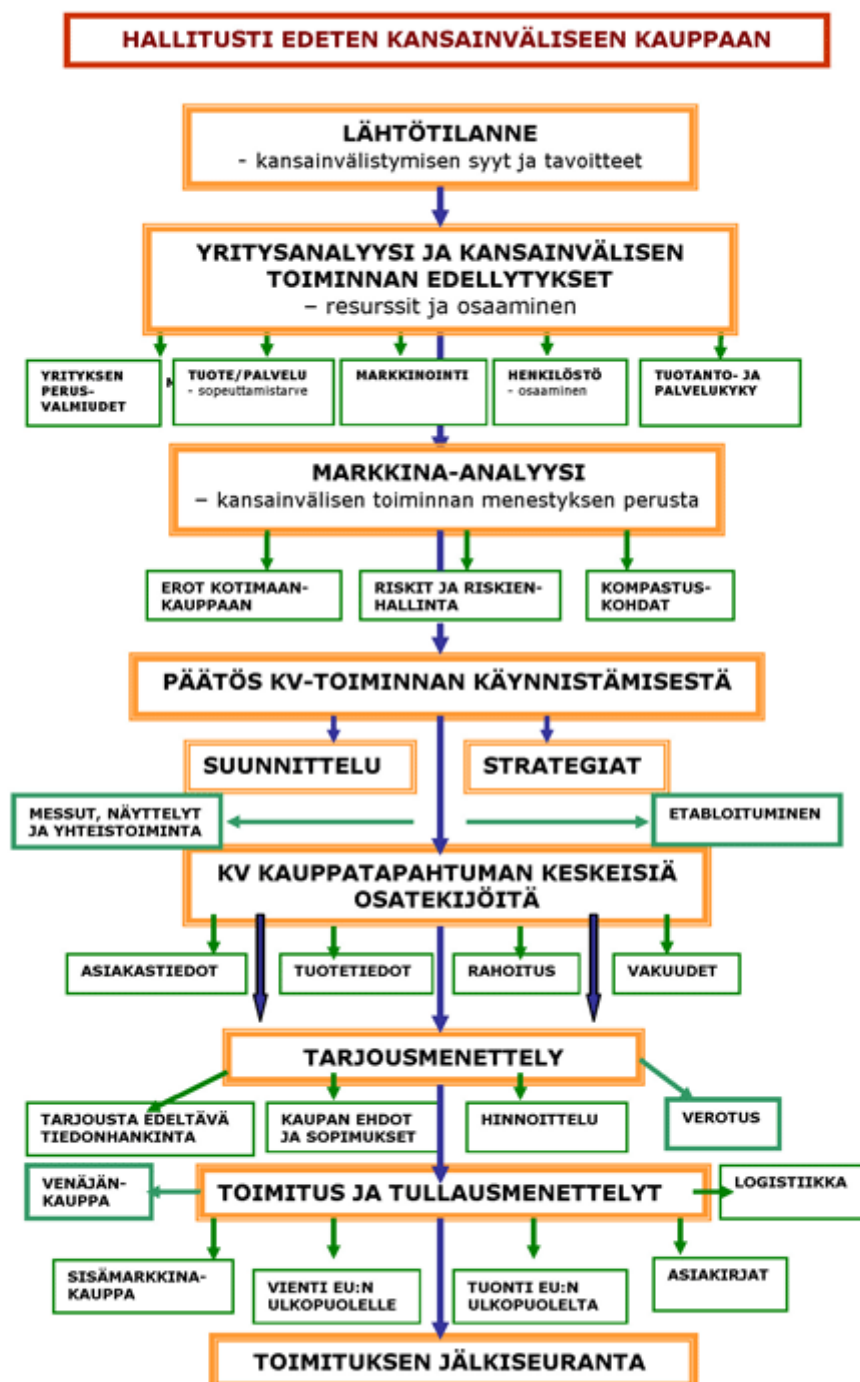 HALLITUSTI EDETEN KANSAINVÄLISEEN KAUPPAAN
LÄHTÖTILANNE
- kansainvälistymisen syyt ja tavoitteet
YRITYSANALYYSI JA KANSAINVÄLISEN
TOIMINNAN EDELLYTYKSET
– resurssit ja osaaminen
YRITYKSEN
PERUS-
VALMIUDET
TUOTE/PALVELU
- sopeuttamistarve
MARKKINOINTI
HENKILÖSTÖ
- osaaminen
TUOTANTO- JA
PALVELUKYKY
MARKKINA-ANALYYSI
– kansainvälisen toiminnan menestyksen perusta
EROT KOTIMAAN-
KAUPPAAN
RISKIT JA RISKIEN-
HALLINTA
KOMPASTUS-
KOHDAT
PÄÄTÖS KV-TOIMINNAN KÄYNNISTÄMISESTÄ
SUUNNITTELU
STRATEGIAT
MESSUT, NÄYTTELYT
JA YHTEISTOIMINTA
ETABLOITUMINEN
KV KAUPPATAPAHTUMAN KESKEISIÄ
OSATEKIJÖITÄ
ASIAKASTIEDOT
TUOTETIEDOT
RAHOITUS
VAKUUDET
TARJOUSMENETTELY
TARJOUSTA EDELTÄVÄ
TIEDONHANKINTA
KAUPAN EHDOT
JA SOPIMUKSET
HINNOITTELU
VEROTUS
VENÄJÄN-
KAUPPA
TOIMITUS JA TULLAUSMENETTELYT
LOGISTIIKKA
SISÄMARKKINA-
KAUPPA
VIENTI EU:N
ULKOPUOLELLE
TUONTI EU:N
ULKOPUOLELTA
ASIAKIRJAT
TOIMITUKSEN JÄLKISEURANTA